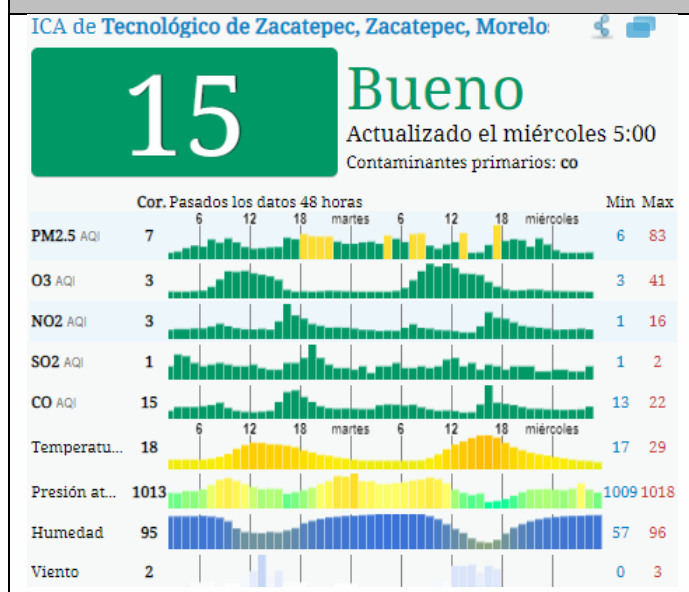 ICA de Tecnológico de Zacatepec, Zacatepec, Morelo
15
Bueno
Actualizado el miércoles 5:00
Contaminantes primarios: co
Cor. Pasados los datos 48 horas Min Max
6 12 18 martes 6 12 18 miércoles
PM2.5 AQI 7 6 83
O3 AQI 3 3 41
NO2 AQI 3 1 16
SO2 AQI 1 1 2
CO AQI 15 13 22
6 12 18 martes 6 12 18 miércoles
Temperatu... 18 17 29
Presión at... 1013 1009 1018
Humedad 95 57 96
Viento 2 0 3